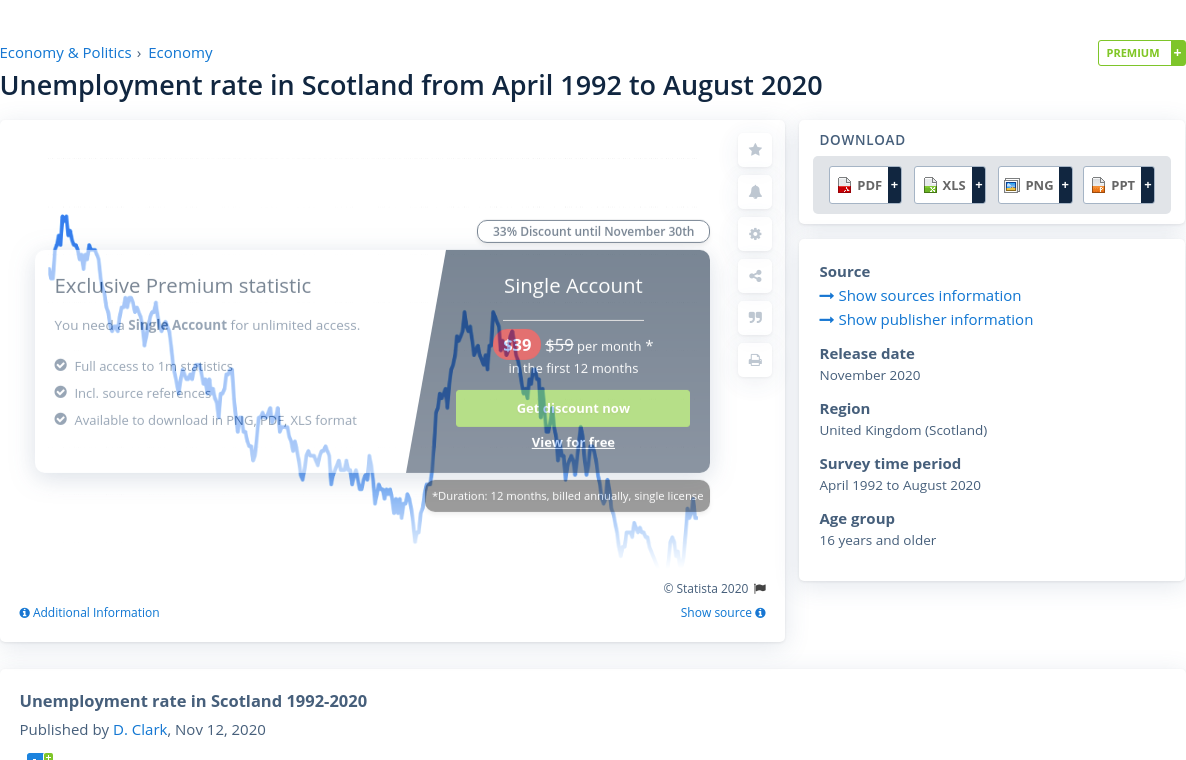 Economy & Politics › Economy
PREMIUM +
Unemployment rate in Scotland from April 1992 to August 2020
33% Discount until November 30th
Exclusive Premium statistic
You need a Single Account for unlimited access.
Full access to 1m statistics
Incl. source references
Available to download in PNG, PDF, XLS format
Single Account
$39 $59 per month *
in the first 12 months
Get discount now
View for free
*Duration: 12 months, billed annually, single license
© Statista 2020
Additional Information
Show source
DOWNLOAD
PDF + XLS + PNG + PPT +
Source
Show sources information
Show publisher information
Release date
November 2020
Region
United Kingdom (Scotland)
Survey time period
April 1992 to August 2020
Age group
16 years and older
Unemployment rate in Scotland 1992-2020
Published by D. Clark, Nov 12, 2020